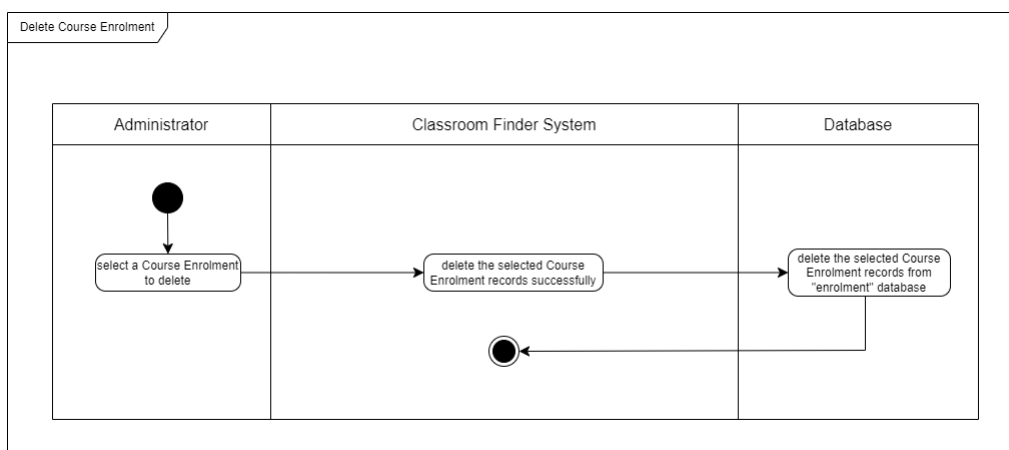 Delete Course Enrolment
Administrator
Classroom Finder System
Database
select a Course Enrolment
to delete
delete the selected Course
Enrolment records successfully
delete the selected Course
Enrolment records from
"enrolment" database